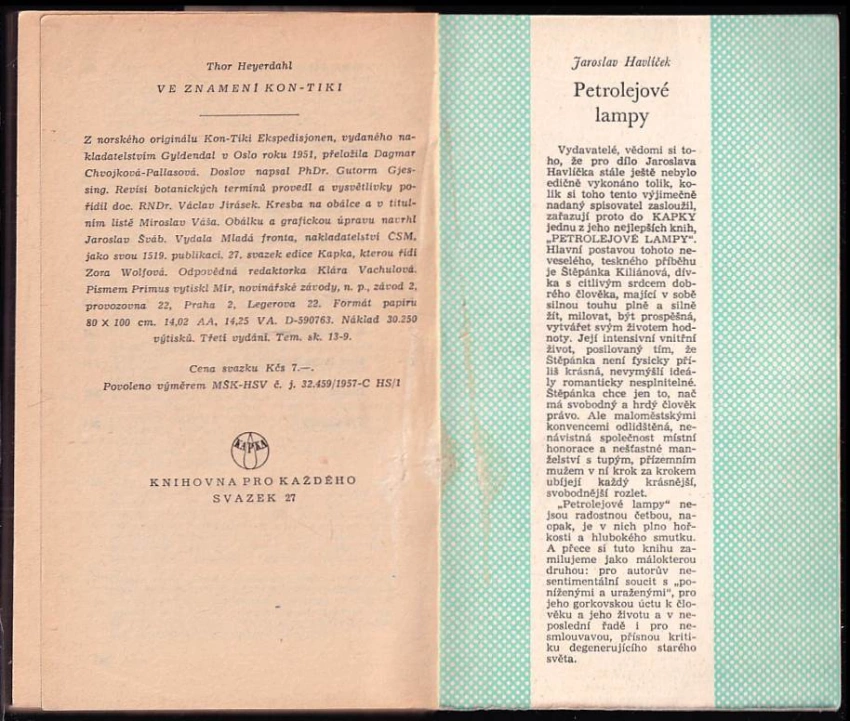 Thor Heyerdahl
VE ZNAMENÍ KON-TIKI
Z norského originálu Kon-Tiki Ekspedisjonen, vydaného na-
kladatelstvím Gyldendal v Oslo roku 1951, přeložila Dagmar
Chvojková-Pallasová. Doslov napsal PhDr. Gutorm Gjes-
sing. Revisi botanických termínů provedl a vysvětlivky po-
řídil doc. RNDr. Václav Jirásek. Kresba na obálce a v titul-
ním listě Miroslav Váša. Obálku a grafickou úpravu navrhl
Jaroslav Šváb. Vydala Mladá fronta, nakladatelství ČSM,
jako svou 1519. publikaci. 27. svazek edice Kapka, kterou řídí
Zora Wolfová. Odpovědná redaktorka Klára Vachulová.
Písmem Primus vytiskl Mír, novinářské závody, n. p., závod 2,
provozovna 22, Praha 2, Legerova 22. Formát papíru
80 × 100 cm. 14,02 AA, 14,25 VA. D-590763. Náklad 30.250
výtisků. Třetí vydání. Tem. sk. 13-9.
Cena svazku Kčs 7.—.
Povoleno výměrem MŠK-HSV č. j. 32.459/1957-C HS/1
KAPKA
KNIHOVNA PRO KAŽDÉHO
SVAZEK 27
Jaroslav Havlíček
Petrolejové
lampy
Vydavatelé, vědomi si to-
ho, že pro dílo Jaroslava
Havlíčka stále ještě nebylo
edičně vykonáno tolik, ko-
lik si toho tento výjimečně
nadaný spisovatel zasloužil,
zařazují proto do KAPKY
jednu z jeho nejlepších knih,
„PETROLEJOVÉ LAMPY“.
Hlavní postavou tohoto ne-
veselého, teskného příběhu
je Štěpánka Kiliánová, dív-
ka s citlivým srdcem dob-
rého člověka, mající v sobě
silnou touhu plně a silně
žít, milovat, být prospěšná,
vytvářet svým životem hod-
noty. Její intensivní vnitřní
život, posilovaný tím, že
Štěpánka není fysicky pří-
liš krásná, nevymýšlí ideá-
ly romanticky nesplnitelné.
Štěpánka chce jen to, nač
má svobodný a hrdý člověk
právo. Ale maloměstskými
konvencemi odlidštěná, ne-
návistná společnost místní
honorace a nešťastné man-
želství s tupým, přízemním
mužem v ní krok za krokem
ubíjejí každý krásnější,
svobodnější rozlet.
„Petrolejové lampy“ ne-
jsou radostnou četbou, na-
opak, je v nich plno hoř-
kosti a hlubokého smutku.
A přece si tuto knihu za-
milujeme jako málokterou
druhou: pro autorův ne-
sentimentální soucit s „po-
níženými a uraženými“, pro
jeho gorkovskou úctu k člo-
věku a jeho životu a v ne-
poslední řadě i pro ne-
smlouvavou, přísnou kriti-
ku degenerujícího starého
světa.